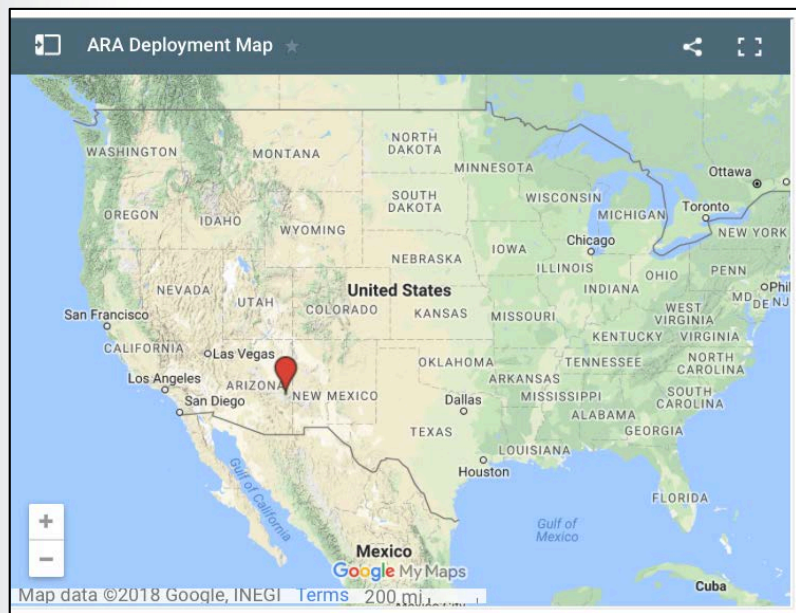 ARA Deployment Map
WASHINGTON
MONTANA
NORTH
DAKOTA
MINNESOTA
Ottawa
OREGON
IDAHO
WYOMING
SOUTH
DAKOTA
WISCONSIN
MICHIGAN
Toronto
NEW YORK
NEBRASKA
IOWA
Chicago
ILLINOIS
INDIANA
OHIO
PENN
NEVADA
UTAH
COLORADO
United States
KANSAS
MISSOURI
WEST
VIRGINIA
MD
DE
NJ
Phil
San Francisco
CALIFORNIA
KENTUCKY
VIRGINIA
Las Vegas
OKLAHOMA
TENNESSEE
NORTH
CAROLINA
Los Angeles
ARIZONA
NEW MEXICO
ARKANSAS
MISSISSIPPI
SOUTH
CAROLINA
San Diego
Dallas
ALABAMA
GEORGIA
TEXAS
LOUISIANA
Houston
FLORIDA
Gulf of California
Gulf of
Mexico
Mexico
Google My Maps
Cuba
+
−
Map data ©2018 Google, INEGI Terms 200 mi